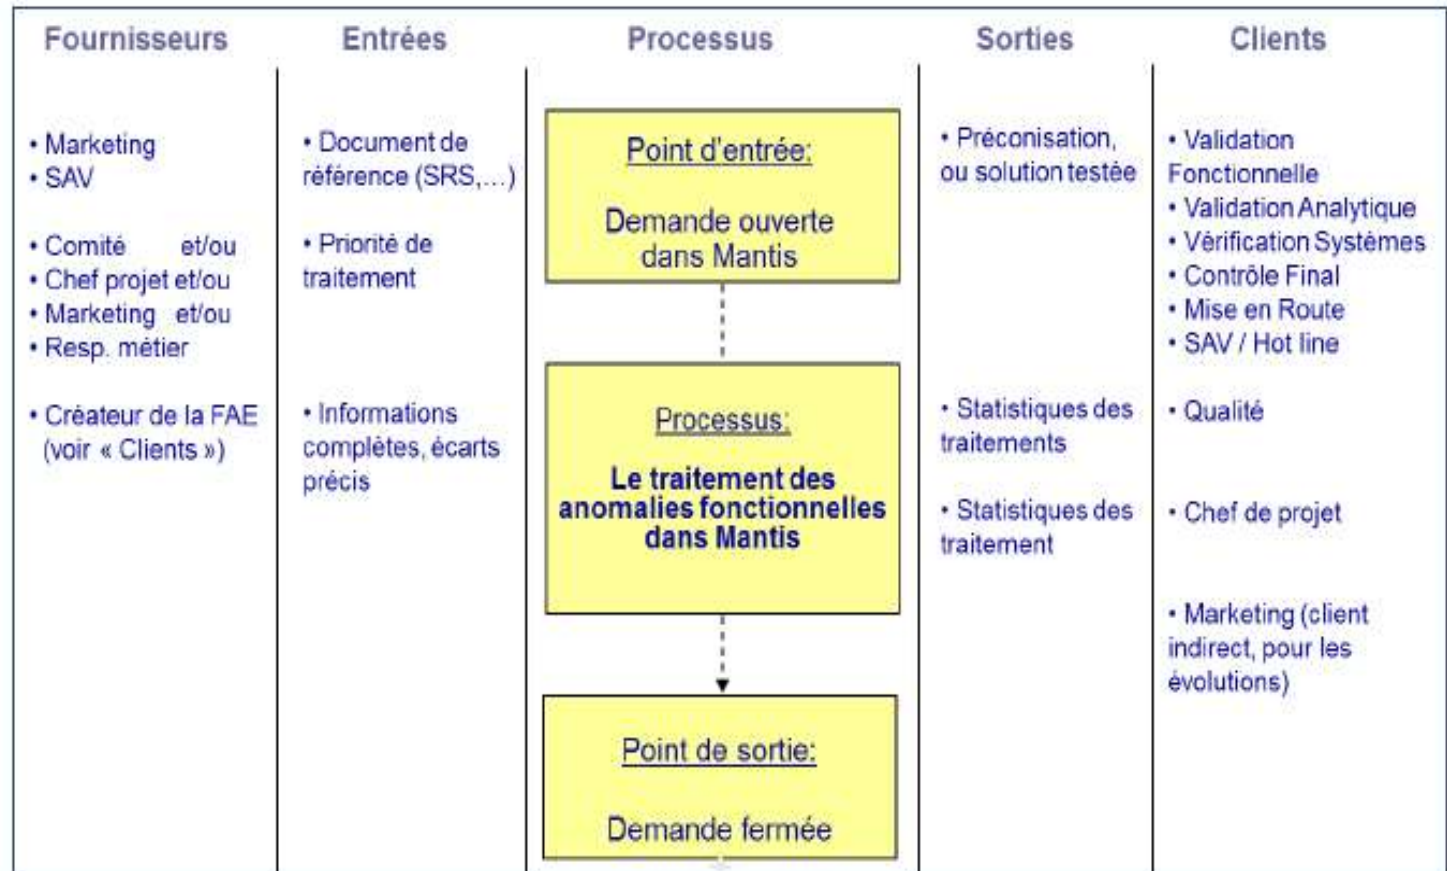 Fournisseurs
Entrées
Processus
Sorties
Clients
• Marketing
• SAV
• Comité et/ou
• Chef projet et/ou
• Marketing et/ou
• Resp. métier
• Créateur de la FAE
(voir « Clients »)
• Document de
référence (SRS,…)
• Priorité de
traitement
• Informations
complètes, écarts
précis
Point d'entrée:
Demande ouverte
dans Mantis
Processus:
Le traitement des
anomalies fonctionnelles
dans Mantis
Point de sortie:
Demande fermée
• Préconisation,
ou solution testée
• Statistiques des
traitements
• Statistiques des
traitement
• Validation
Fonctionnelle
• Validation Analytique
• Vérification Systèmes
• Contrôle Final
• Mise en Route
• SAV / Hot line
• Qualité
• Chef de projet
• Marketing (client
indirect, pour les
évolutions)